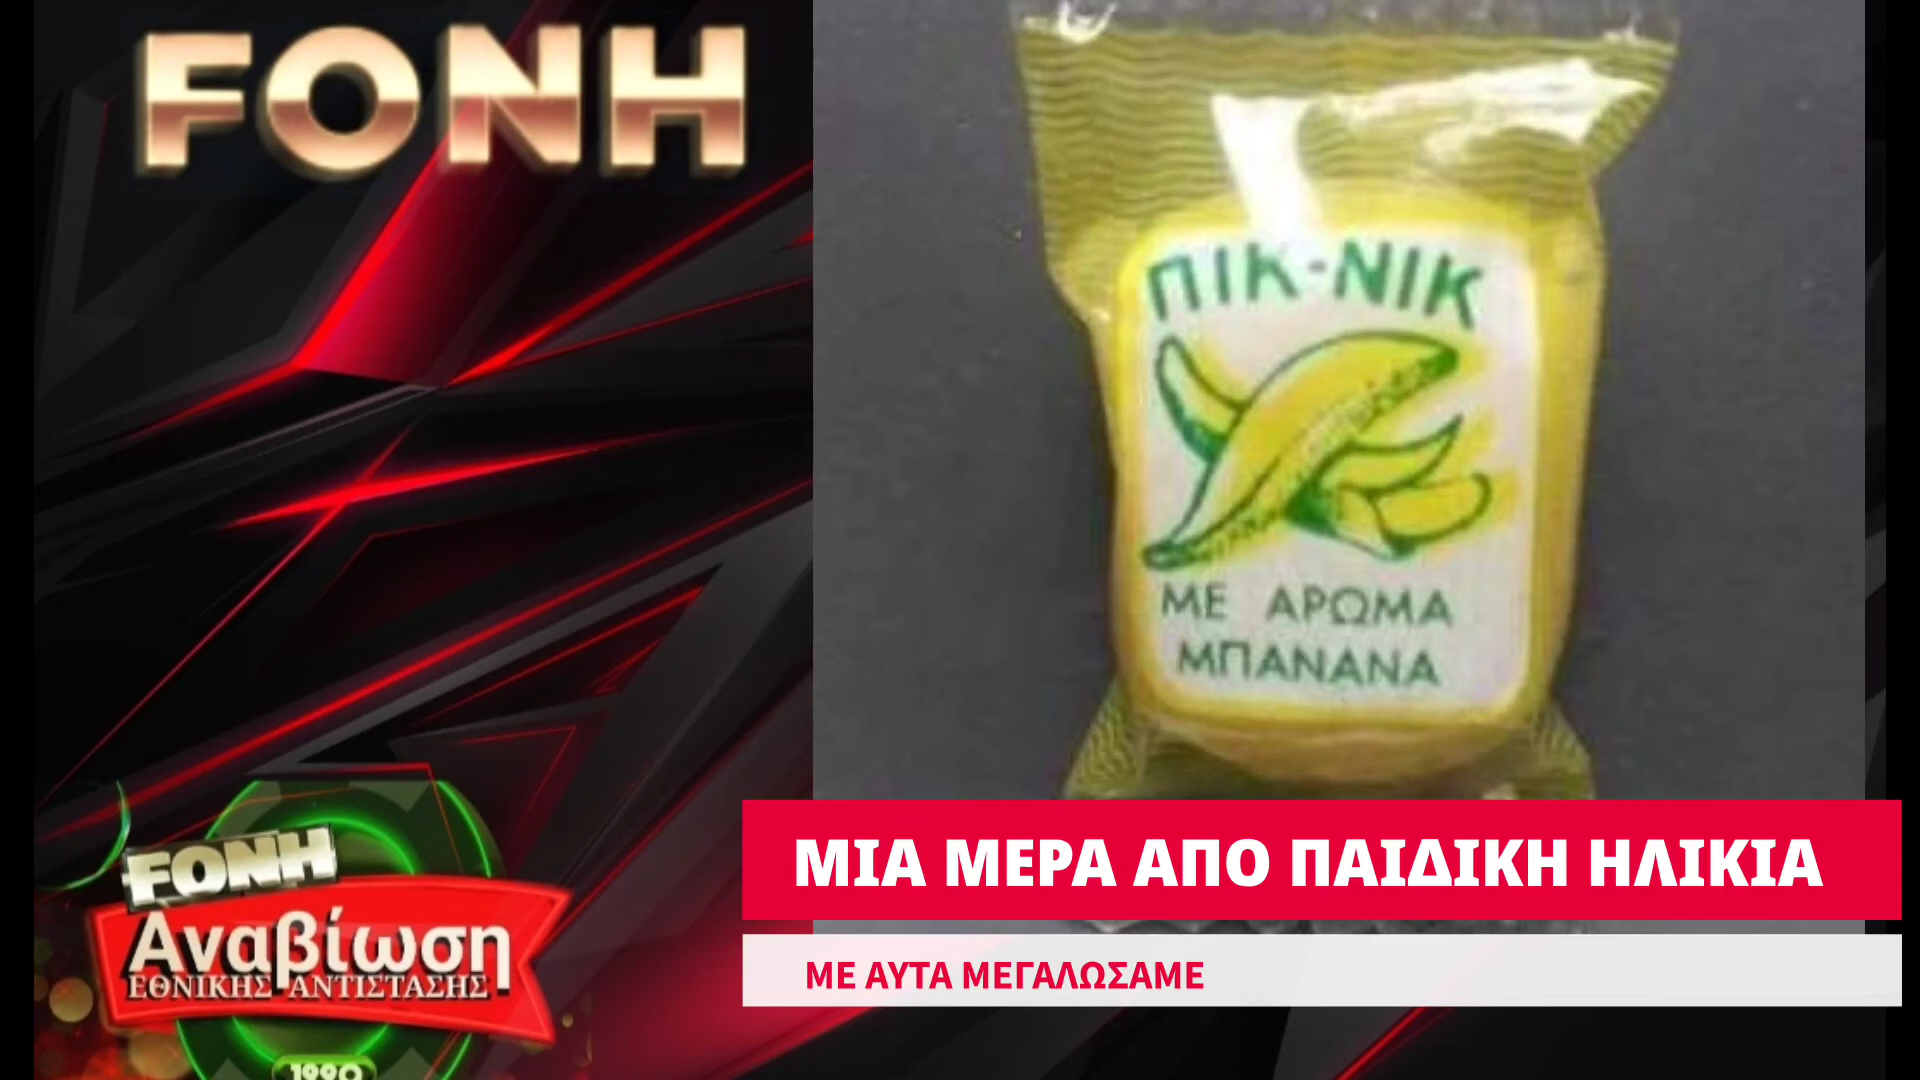 FONH
ΠΙΚ-ΝΙΚ
ΜΕ ΑΡΩΜΑ
ΜΠΑΝΑΝΑ
ΜΙΑ ΜΕΡΑ ΑΠΟ ΠΑΙΔΙΚΗ ΗΛΙΚΙΑ
ΜΕ ΑΥΤΑ ΜΕΓΑΛΩΣΑΜΕ
FONH
Αναβίωση
ΕΘΝΙΚΗΣ ΑΝΤΙΣΤΑΣΗΣ